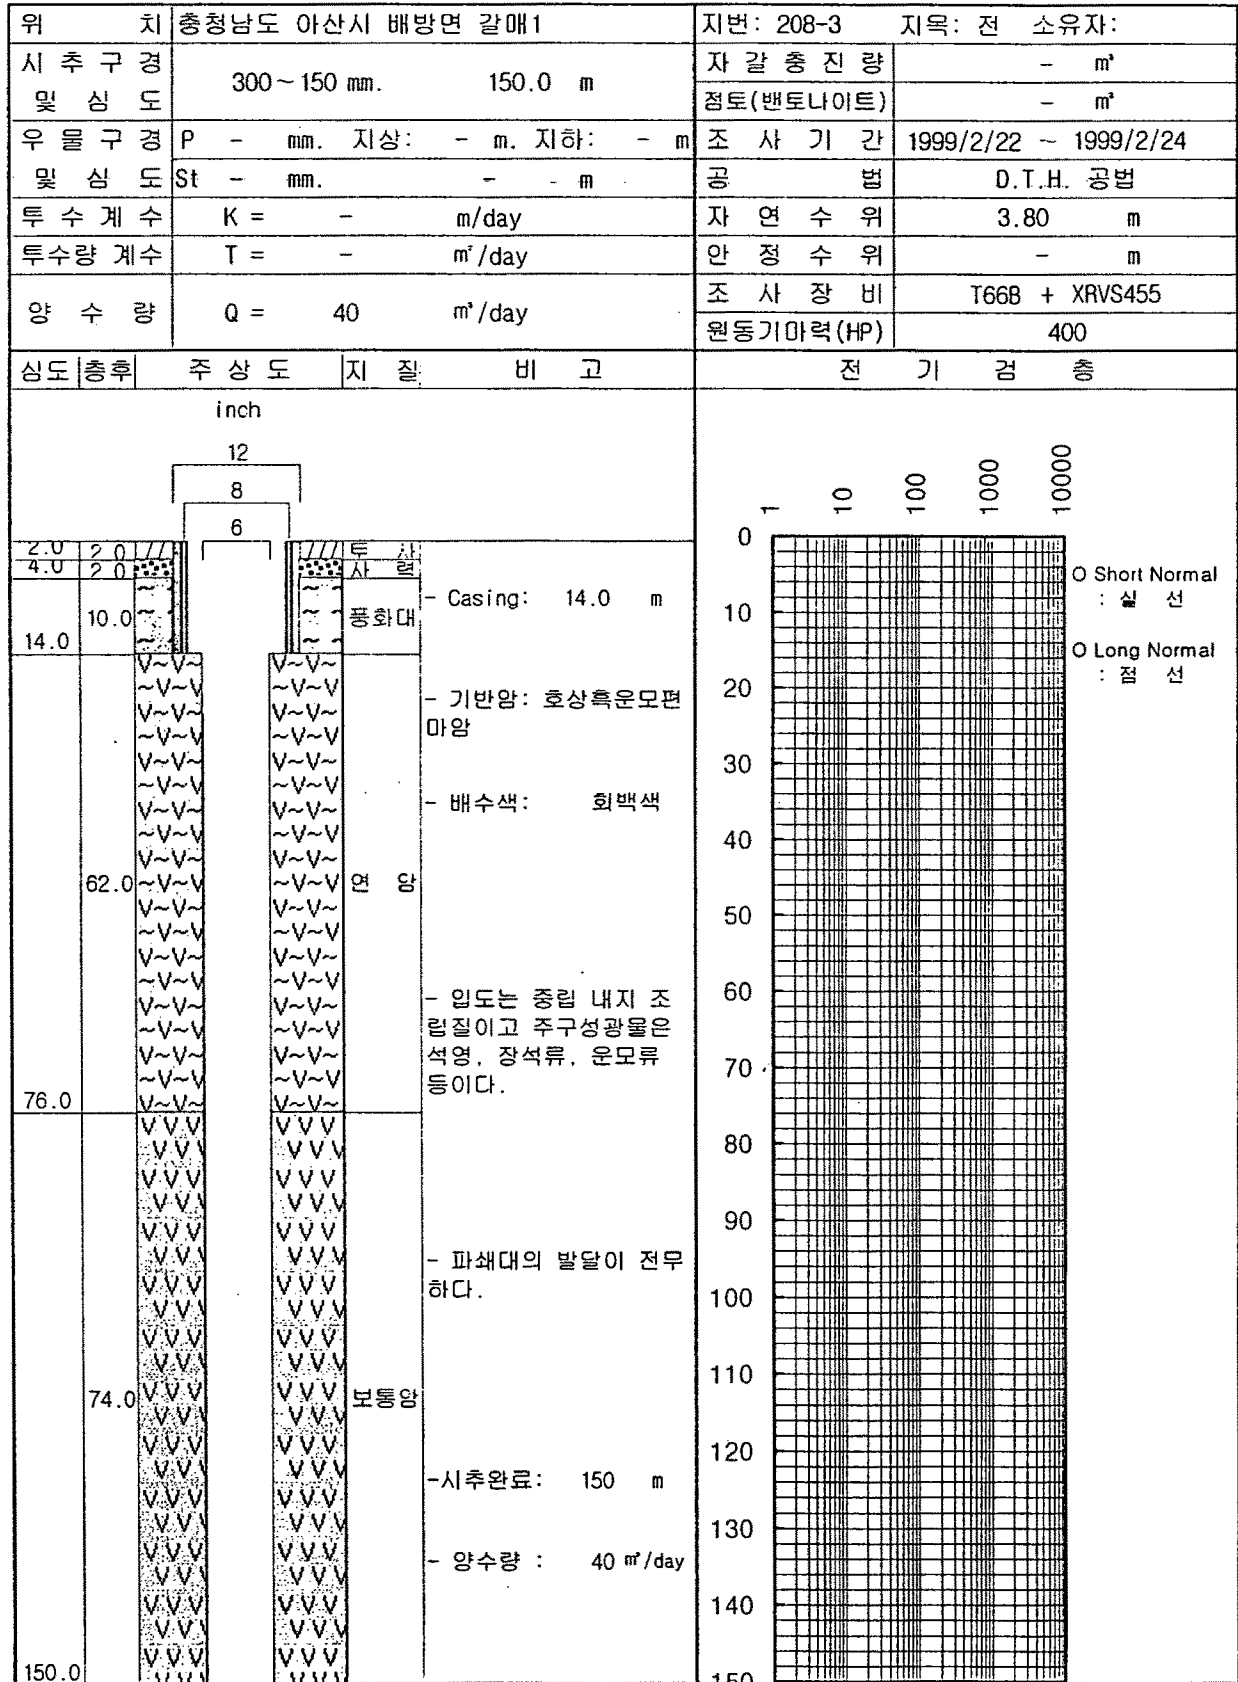 위 치 충청남도 아산시 배방면 갈매1 지번: 208-3 지목: 전 소유자:
시 추 구 경 및 심 도 300~150 mm. 150.0 m 자 갈 충 진 량 - m³
점토(밴토나이트) - m³
우 물 구 경 P - mm. 지상: - m. 지하: - m 조 사 기 간 1999/2/22 ~ 1999/2/24
및 심 도 St - mm. - - m 공 법 D.T.H. 공법
투 수 계 수 K = - m/day 자 연 수 위 3.80 m
투수량 계수 T = - m²/day 안 정 수 위 - m
양 수 량 Q = 40 m³/day 조 사 장 비 T66B + XRVS455
원동기마력(HP) 400
심도 층후 주 상 도 지 질 비 고 전 기 검 층
inch
12
8
6
1 10 100 1000 10000
2.0 2.0 토 사
4.0 2.0 사 력
14.0 10.0 풍화대
- Casing: 14.0 m
- 기반암: 호상흑운모편
마암
- 배수색: 회백색
62.0 연 암
- 입도는 중립 내지 조
립질이고 주구성광물은
석영, 장석류, 운모류
등이다.
76.0
- 파쇄대의 발달이 전무
하다.
74.0 보통암
-시추완료: 150 m
- 양수량 : 40 m³/day
150.0
0
10
20
30
40
50
60
70
80
90
100
110
120
130
140
150
O Short Normal
: 실 선
O Long Normal
: 점 선